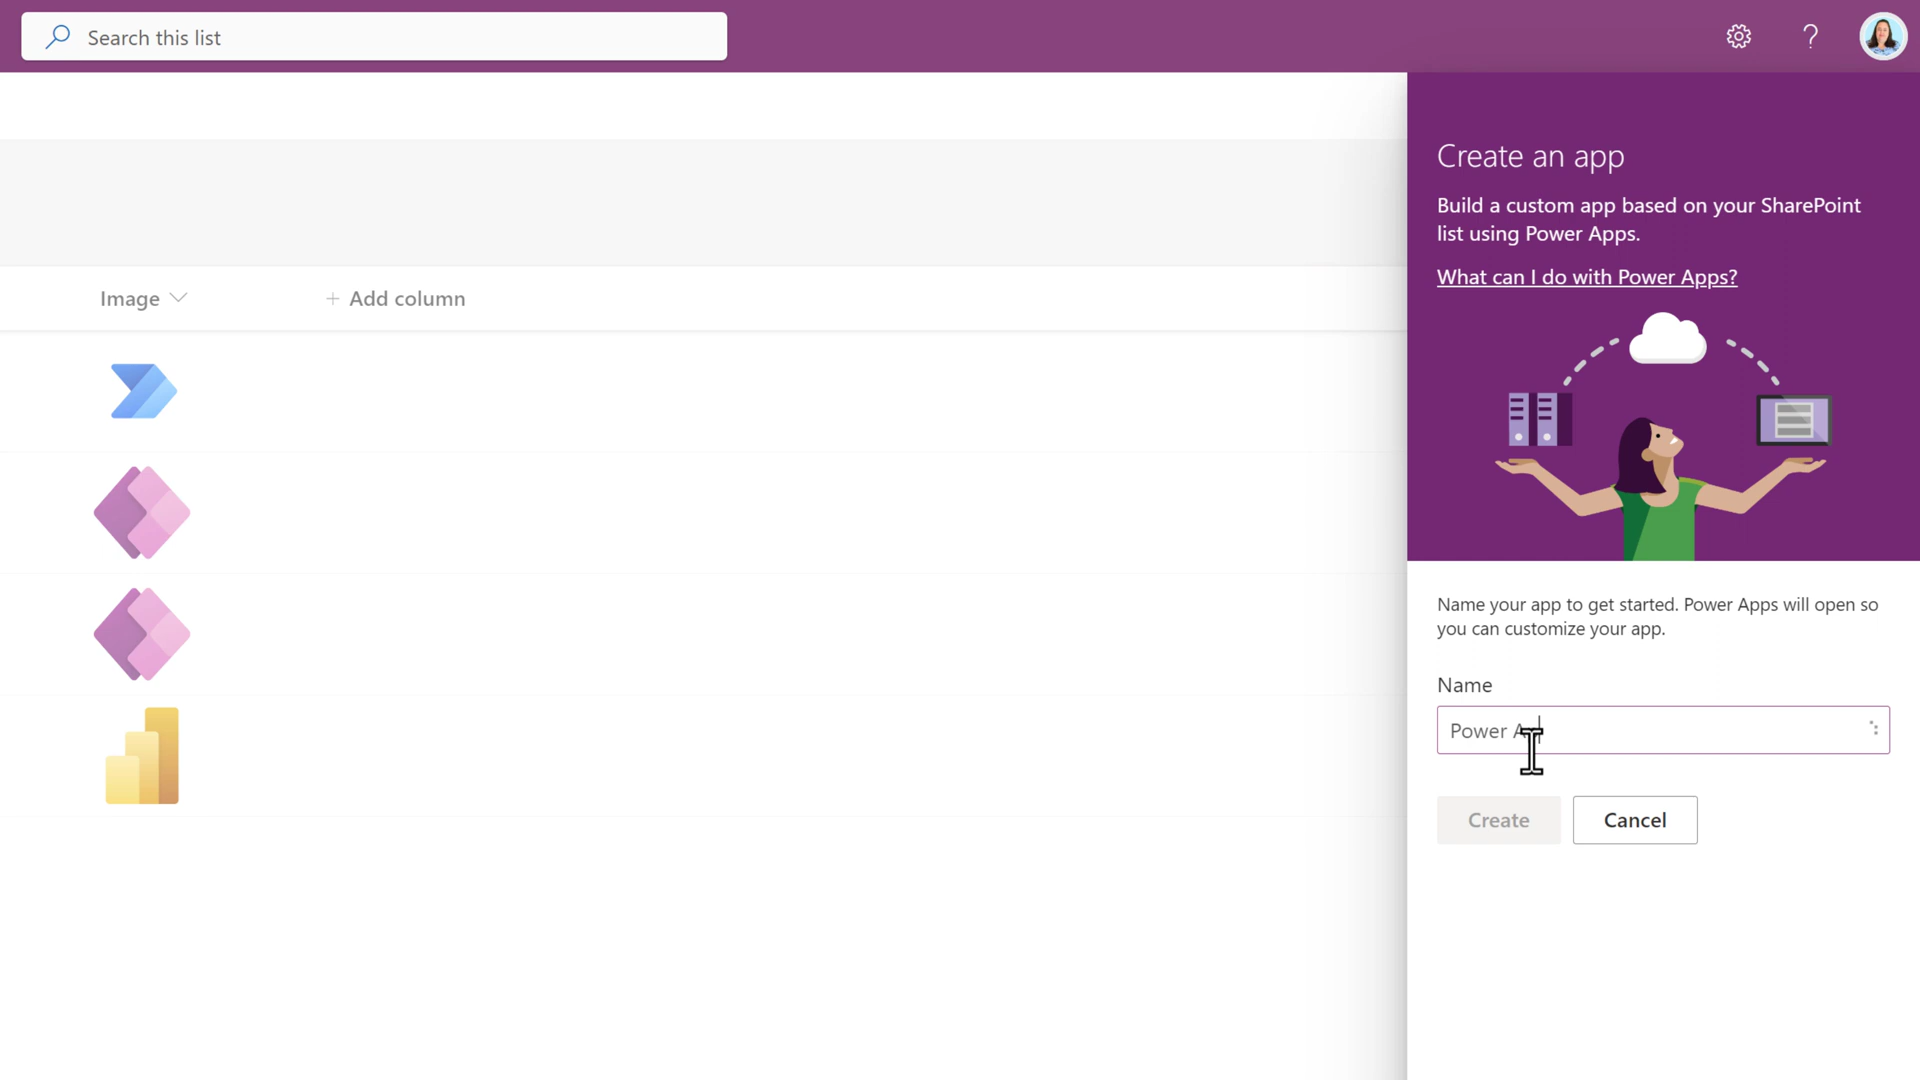 Search this list
?
Create an app
Build a custom app based on your SharePoint
list using Power Apps.
What can I do with Power Apps?
Image
+ Add column
Name your app to get started. Power Apps will open so
you can customize your app.
Name
Power
Create
Cancel